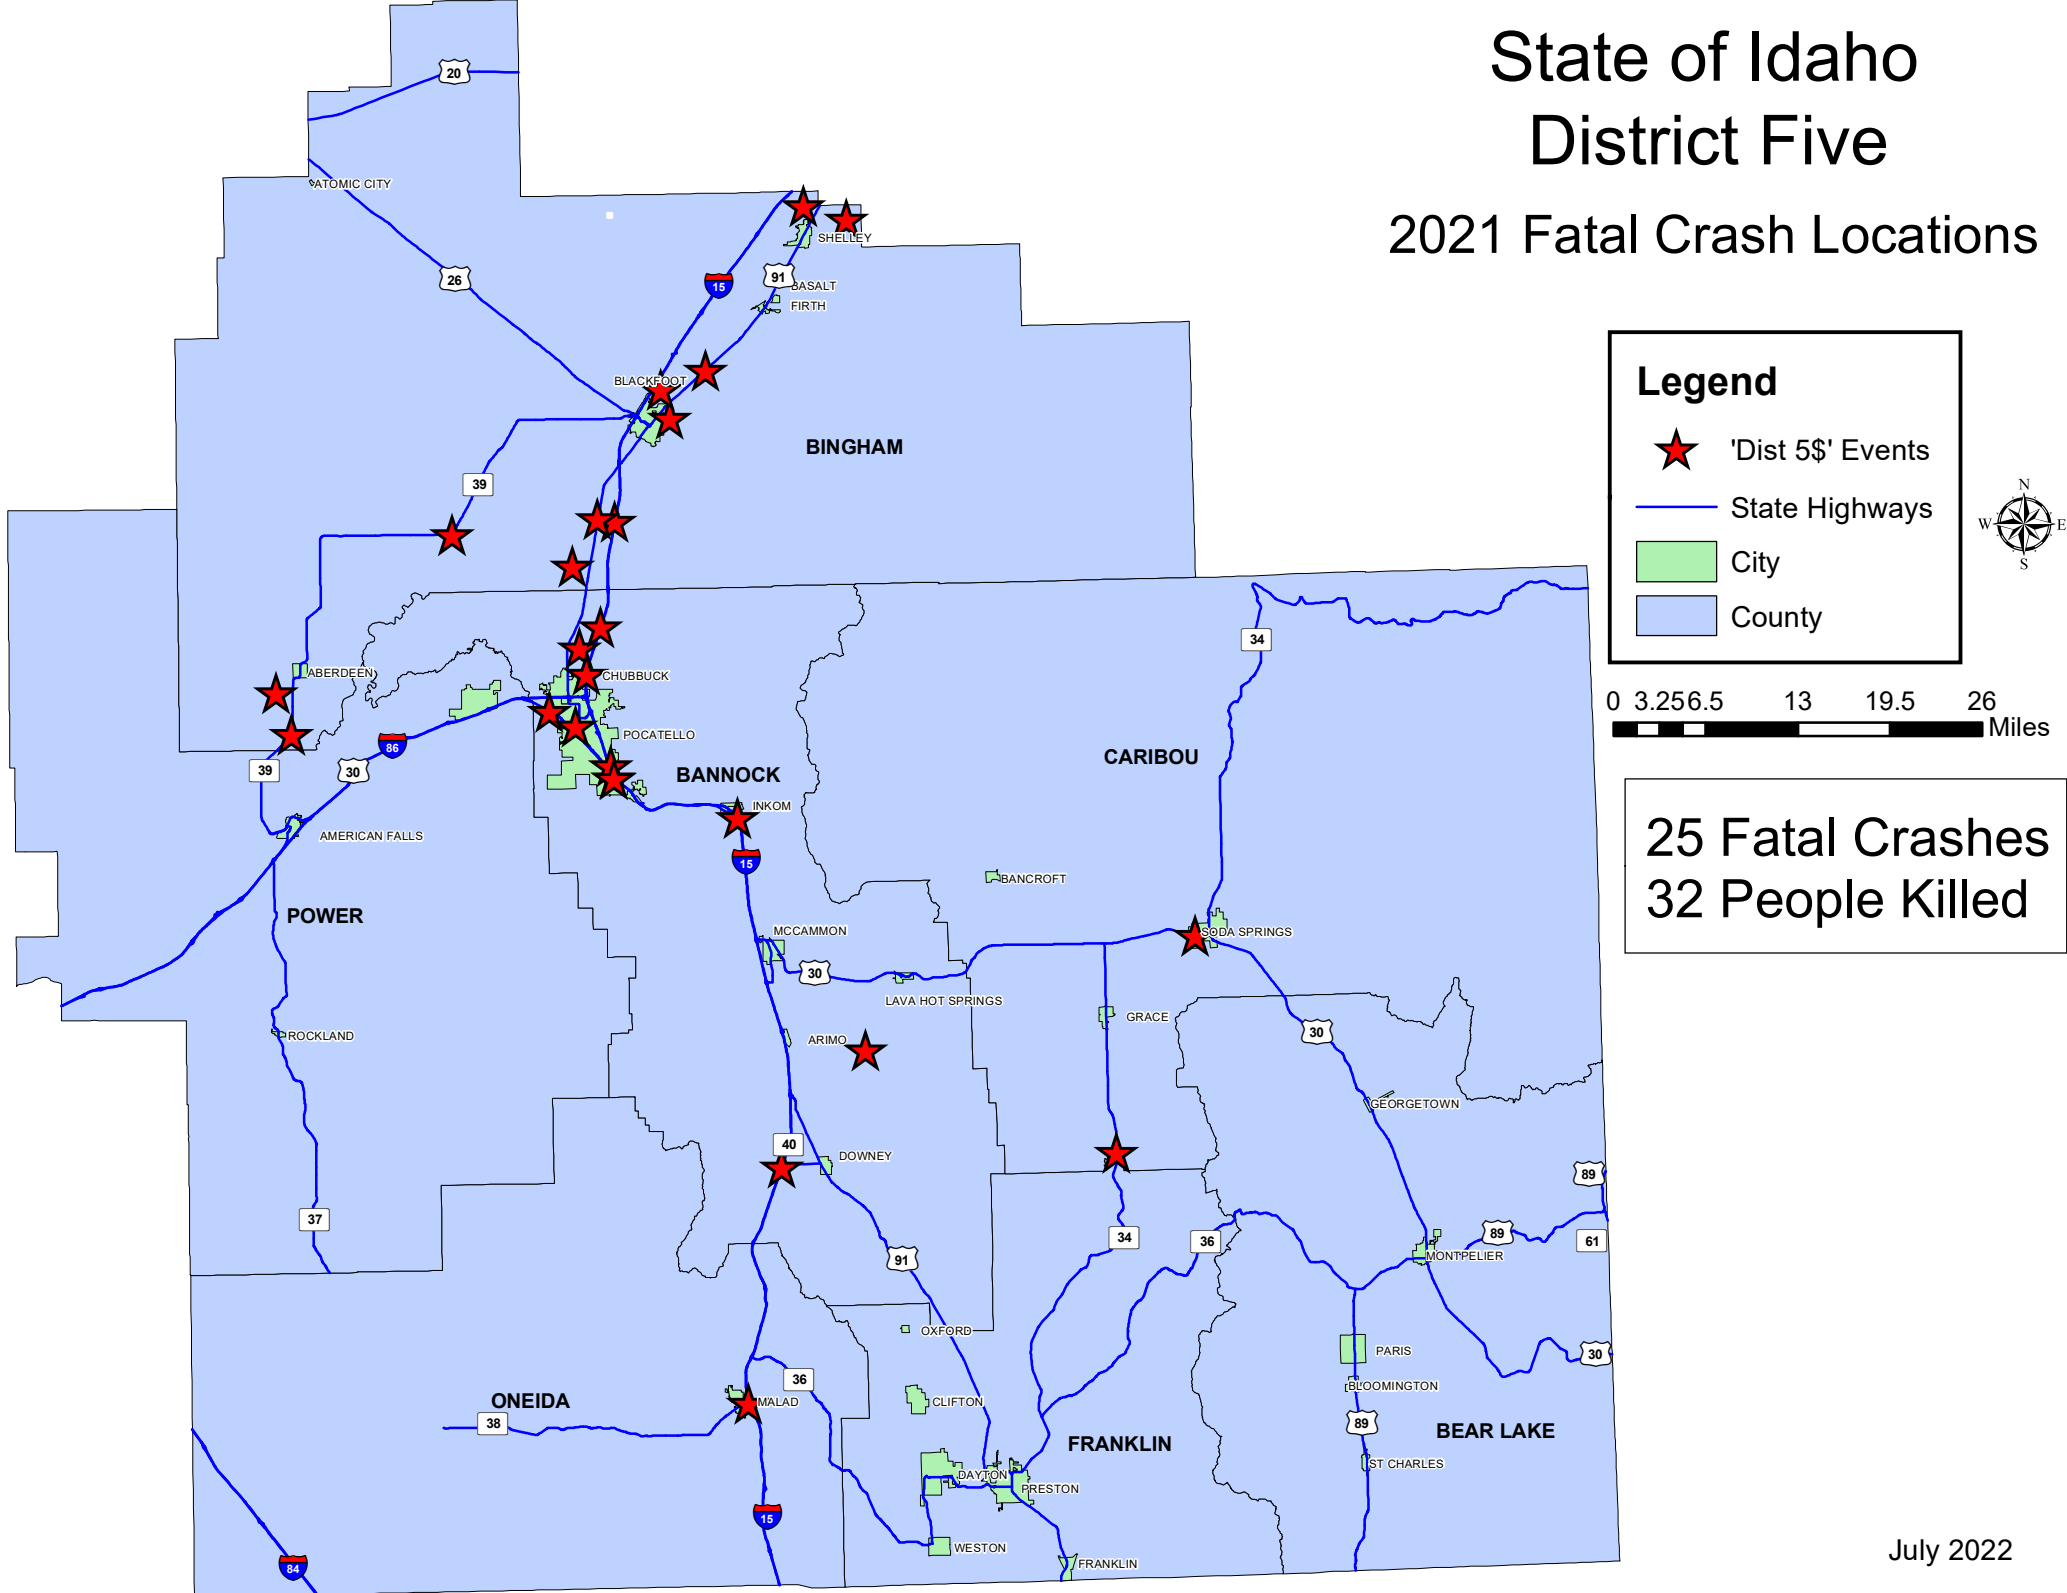 State of Idaho
District Five
2021 Fatal Crash Locations
Legend
'Dist 5$' Events
State Highways
City
County
N
W E
S
0 3.25 6.5 13 19.5 26
Miles
25 Fatal Crashes
32 People Killed
20
ATOMIC CITY
26
SHELLEY
15
91
BASALT
FIRTH
BLACKFOOT
BINGHAM
39
34
ABERDEEN
CHUBBUCK
POCATELLO
86
39
30
BANNOCK
CARIBOU
INKOM
AMERICAN FALLS
15
BANCROFT
POWER
MCCAMMON
SODA SPRINGS
30
LAVA HOT SPRINGS
GRACE
30
ROCKLAND
ARIMO
GEORGETOWN
40
DOWNEY
89
37
34
36
89
61
91
MONTPELIER
OXFORD
PARIS
30
36
BLOOMINGTON
ONEIDA
MALAD
CLIFTON
38
89
BEAR LAKE
FRANKLIN
ST CHARLES
DAYTON
PRESTON
15
WESTON
84
FRANKLIN
July 2022